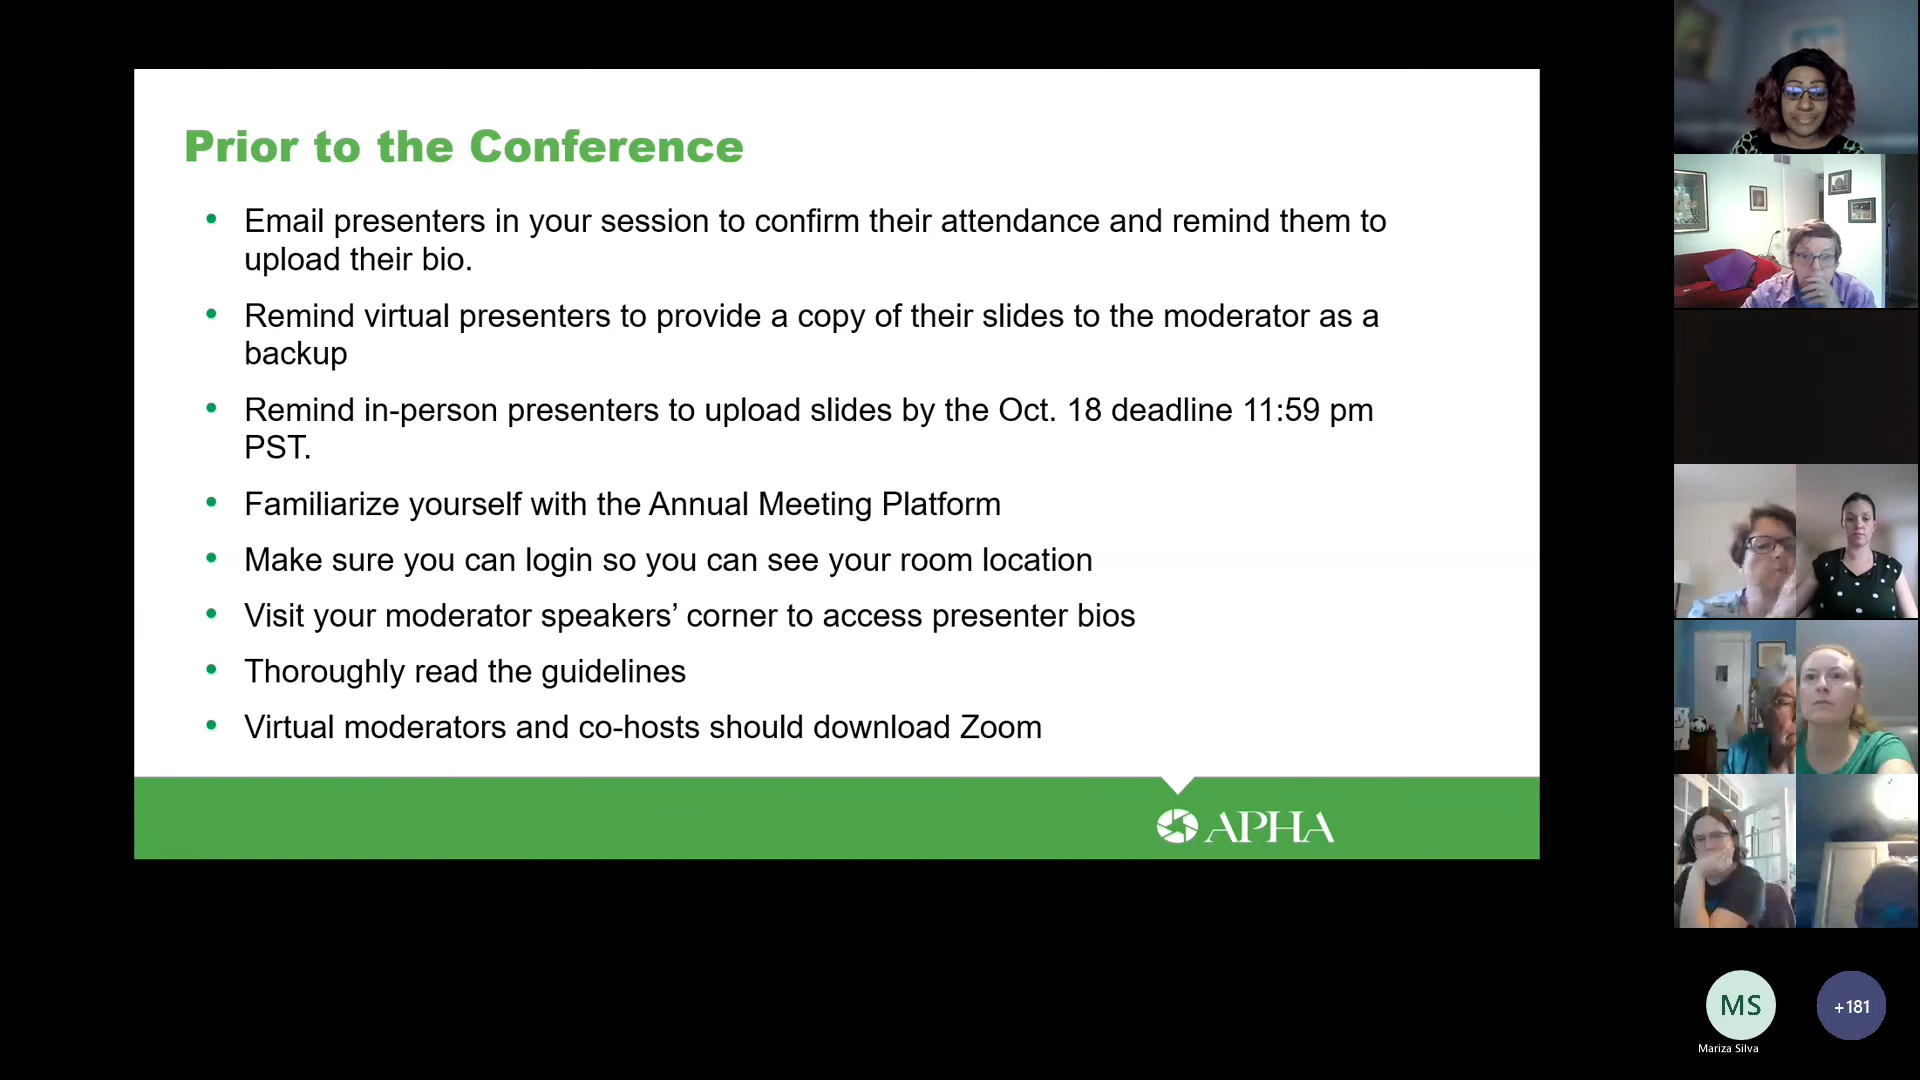 Prior to the Conference
Email presenters in your session to confirm their attendance and remind them to
upload their bio.
Remind virtual presenters to provide a copy of their slides to the moderator as a
backup
Remind in-person presenters to upload slides by the Oct. 18 deadline 11:59 pm
PST.
Familiarize yourself with the Annual Meeting Platform
Make sure you can login so you can see your room location
Visit your moderator speakers’ corner to access presenter bios
Thoroughly read the guidelines
Virtual moderators and co-hosts should download Zoom
APHA
MS
+181
Mariza Silva